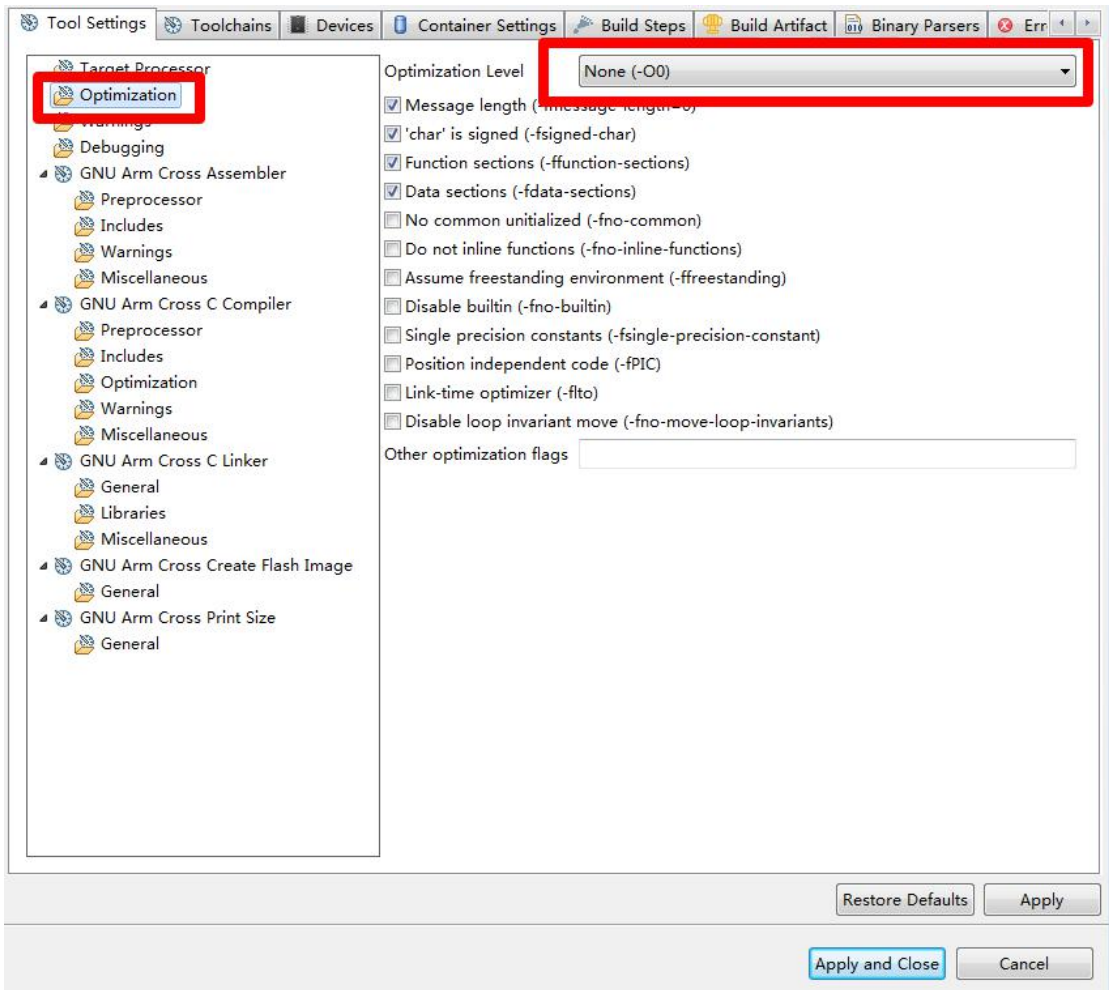 Tool Settings Toolchains Devices Container Settings Build Steps Build Artifact Binary Parsers Err
Target Processor
Optimization
Warnings
Debugging
GNU Arm Cross Assembler
Preprocessor
Includes
Warnings
Miscellaneous
GNU Arm Cross C Compiler
Preprocessor
Includes
Optimization
Warnings
Miscellaneous
GNU Arm Cross C Linker
General
Libraries
Miscellaneous
GNU Arm Cross Create Flash Image
General
GNU Arm Cross Print Size
General
Optimization Level None (-O0)
Message length (-fmessage-length=0)
'char' is signed (-fsigned-char)
Function sections (-ffunction-sections)
Data sections (-fdata-sections)
No common unitialized (-fno-common)
Do not inline functions (-fno-inline-functions)
Assume freestanding environment (-ffreestanding)
Disable builtin (-fno-builtin)
Single precision constants (-fsingle-precision-constant)
Position independent code (-fPIC)
Link-time optimizer (-flto)
Disable loop invariant move (-fno-move-loop-invariants)
Other optimization flags
Restore Defaults Apply
Apply and Close Cancel